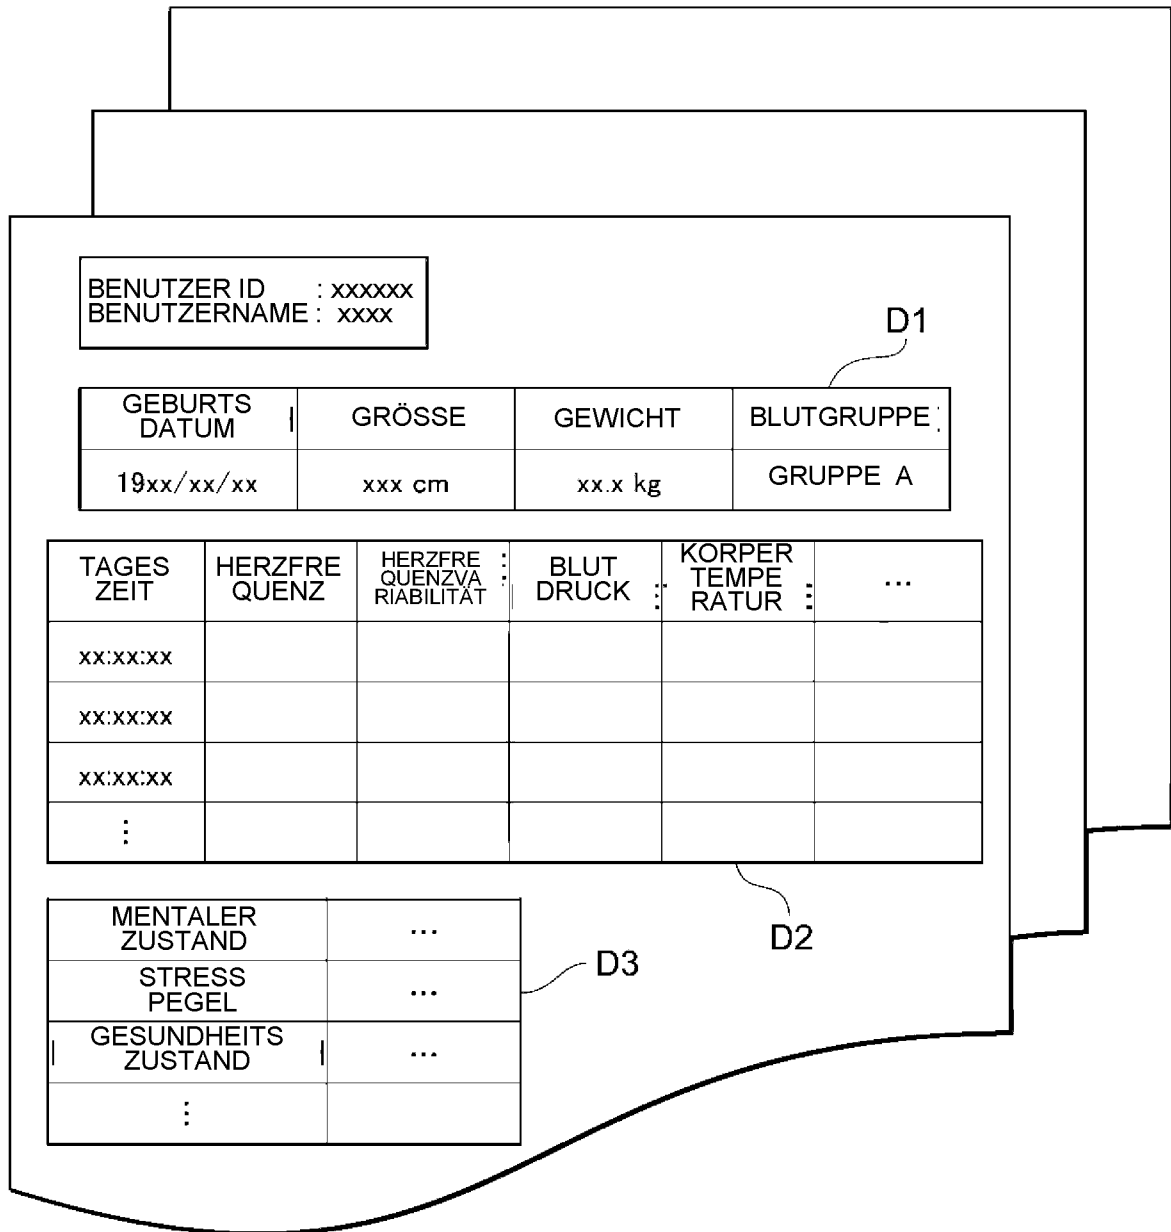 BENUTZER ID : xxxxxx
BENUTZERNAME : xxxx
D1
GEBURTS
DATUM
GRÖSSE
GEWICHT
BLUTGRUPPE
19xx/xx/xx
xxx cm
xx.x kg
GRUPPE A
TAGES
ZEIT
HERZFRE
QUENZ
HERZFRE
QUENZVA
RIABILITÄT
BLUT
DRUCK
KORPER
TEMPE
RATUR
...
xx:xx:xx
xx:xx:xx
xx:xx:xx
⋮
D2
MENTALER
ZUSTAND
...
STRESS
PEGEL
...
D3
GESUNDHEITS
ZUSTAND
...
⋮